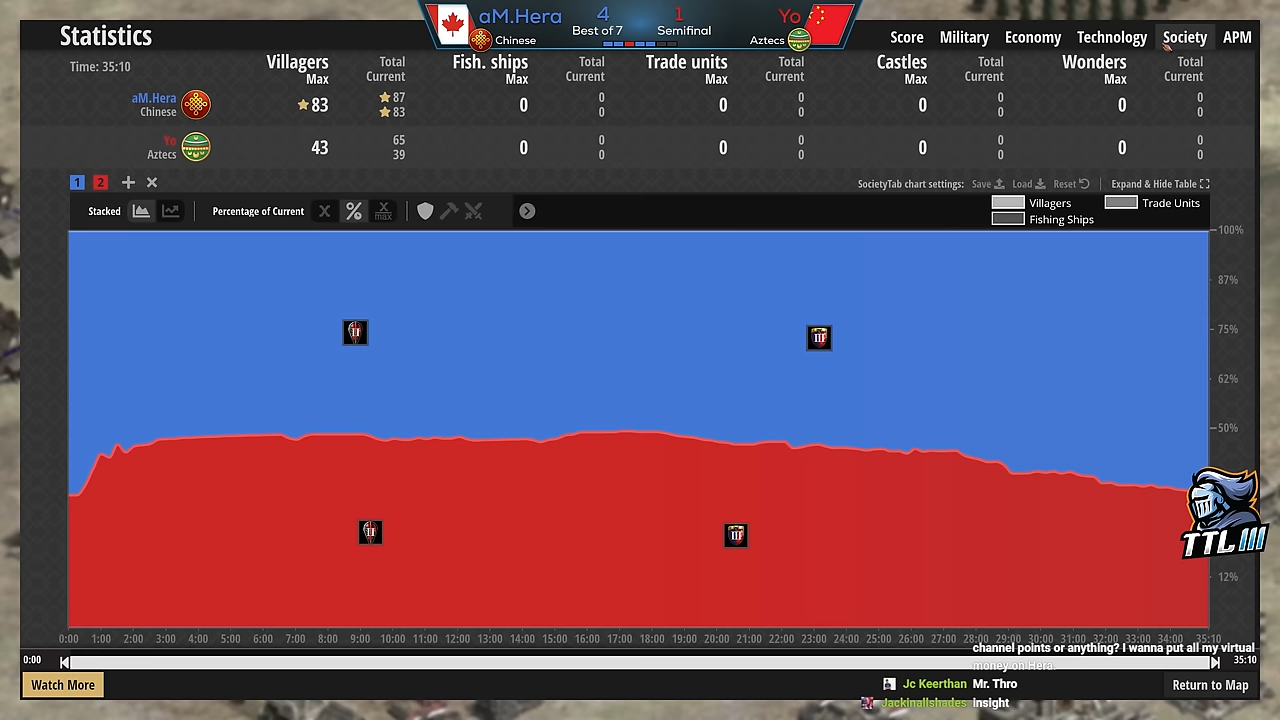 aM.Hera 4 1 Yo
Chinese Best of 7 Semifinal Aztecs
Statistics
Score Military Economy Technology Society APM
Time: 35:10
Villagers Total Fish. ships Total Trade units Total Castles Total Wonders Total
Max Current Max Current Max Current Max Current Max Current
aM.Hera 83 87 0 0 0 0 0 0 0 0
Chinese 83 0 0 0 0
Yo 43 65 0 0 0 0 0 0 0 0
Aztecs 39 0 0 0 0
1 2
SocietyTab chart settings: Save Load Reset Expand & Hide Table
Stacked Percentage of Current X % X max
Villagers Trade Units
Fishing Ships
100%
87%
75%
62%
50%
12%
II III
II III
TTL III
0:00 1:00 2:00 3:00 4:00 5:00 6:00 7:00 8:00 9:00 10:00 11:00 12:00 13:00 14:00 15:00 16:00 17:00 18:00 19:00 20:00 21:00 22:00 23:00 24:00 25:00 26:00 27:00 28:00 29:00 30:00 31:00 32:00 33:00 34:00 35:10
channel points or anything? I wanna put all my virtual
money on Hera.
0:00 35:10
Watch More Return to Map
Jc Keerthan Mr. Thro
Jackinallshades Insight